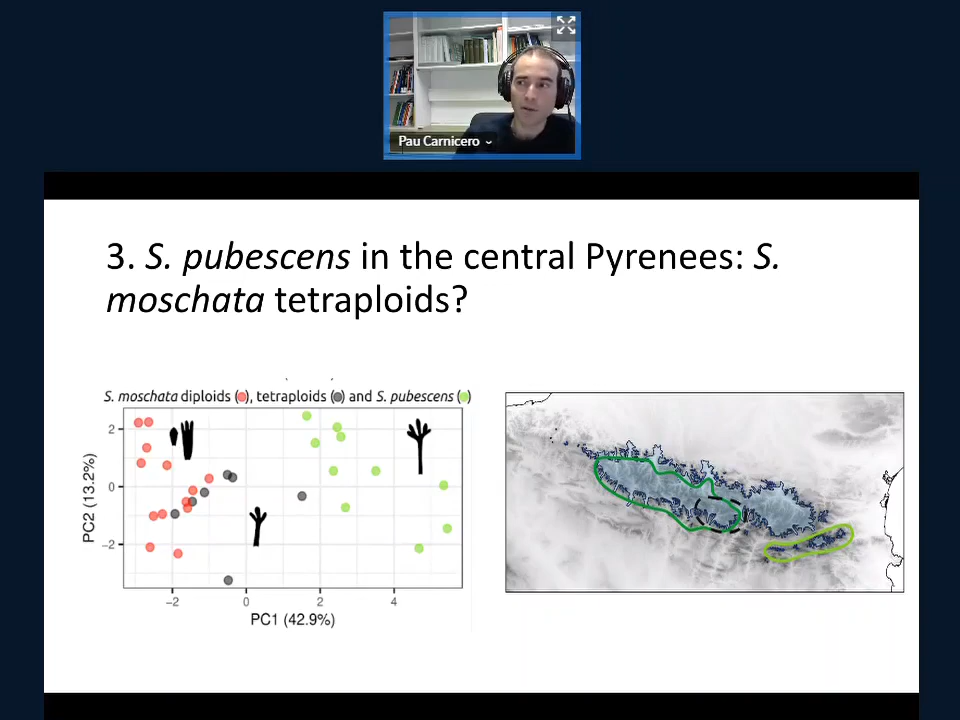 Pau Carnicero
3. S. pubescens in the central Pyrenees: S.
moschata tetraploids?
S. moschata diploids ( ), tetraploids ( ) and S. pubescens ( )
2
0
−2
PC2 (13.2%)
−2 0 2 4
PC1 (42.9%)